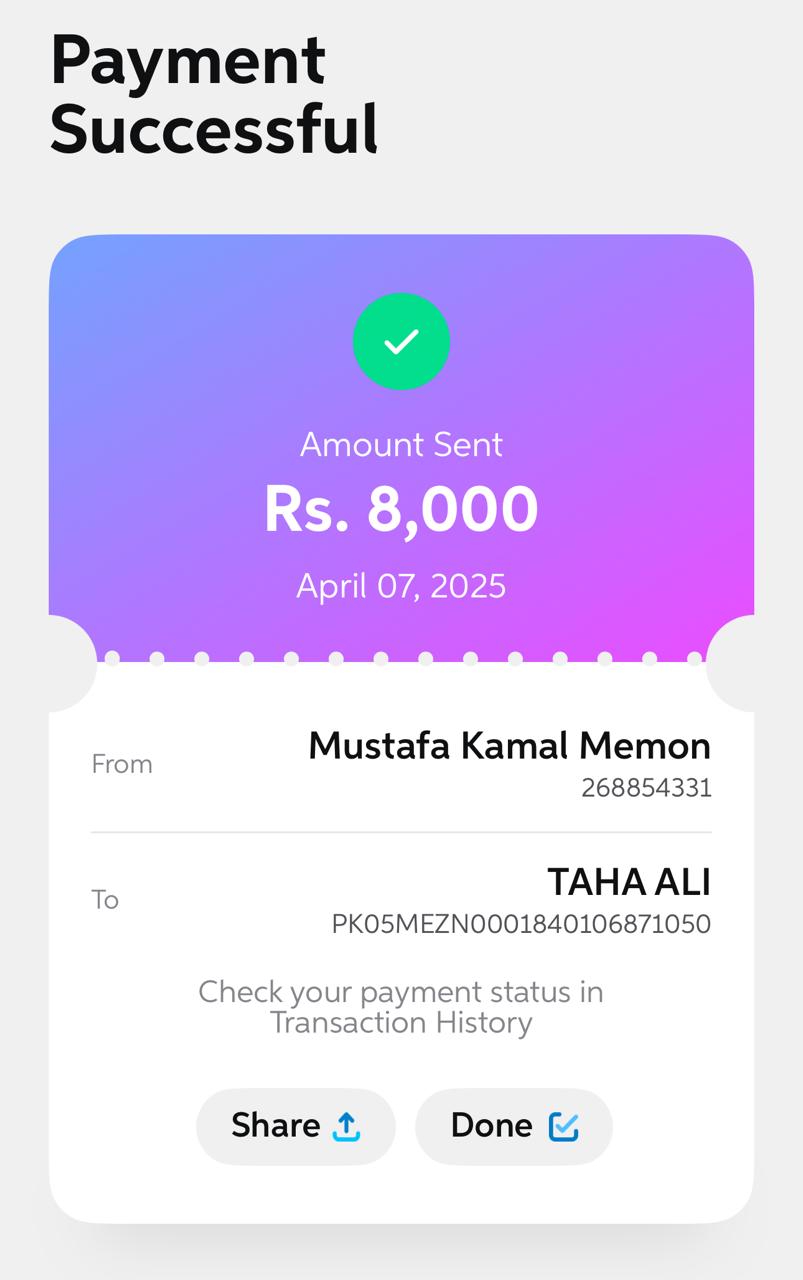 Payment
Successful
Amount Sent
Rs. 8,000
April 07, 2025
From
Mustafa Kamal Memon
268854331
To
TAHA ALI
PK05MEZN0001840106871050
Check your payment status in
Transaction History
Share
Done